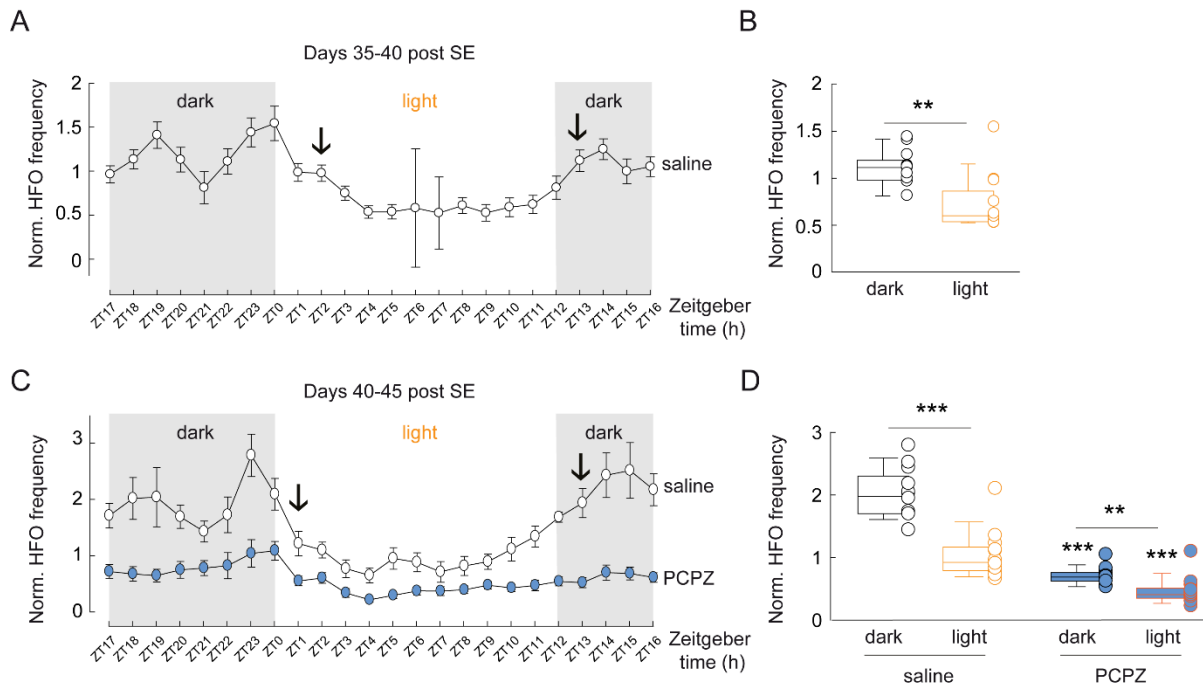 A
Days 35-40 post SE
Norm. HFO frequency
2
1.5
1
0.5
0
dark
light
dark
saline
ZT17 ZT18 ZT19 ZT20 ZT21 ZT22 ZT23 ZT0 ZT1 ZT2 ZT3 ZT4 ZT5 ZT6 ZT7 ZT8 ZT9 ZT10 ZT11 ZT12 ZT13 ZT14 ZT15 ZT16
Zeitgeber
time (h)
B
Norm. HFO frequency
2
1.5
1
0.5
0
**
dark light
C
Days 40-45 post SE
Norm. HFO frequency
3
2
1
0
dark
light
dark
saline
PCPZ
ZT17 ZT18 ZT19 ZT20 ZT21 ZT22 ZT23 ZT0 ZT1 ZT2 ZT3 ZT4 ZT5 ZT6 ZT7 ZT8 ZT9 ZT10 ZT11 ZT12 ZT13 ZT14 ZT15 ZT16
Zeitgeber
time (h)
D
Norm. HFO frequency
3
2
1
0
***
**
*** ***
dark light dark light
saline PCPZ